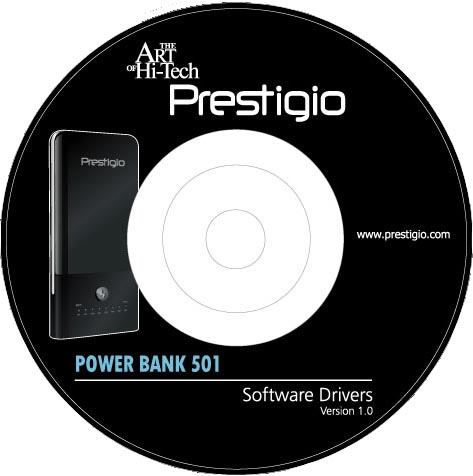 THE
ART
OF Hi-Tech
Prestigio
Prestigio
www.prestigio.com
POWER BANK 501
Software Drivers
Version 1.0